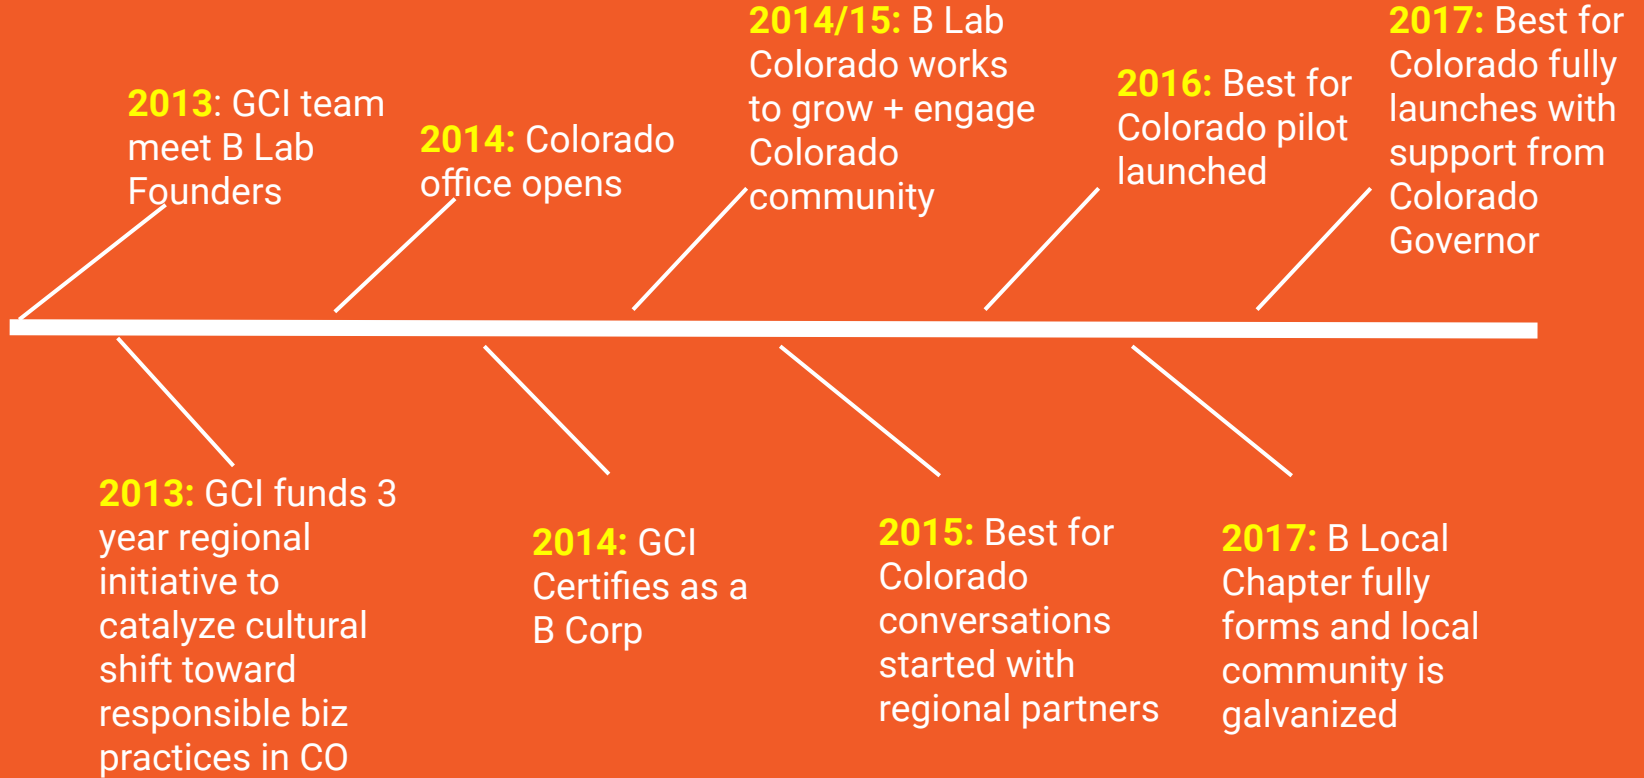 2013: GCI team
meet B Lab
Founders
2014: Colorado
office opens
2014/15: B Lab
Colorado works
to grow + engage
Colorado
community
2016: Best for
Colorado pilot
launched
2017: Best for
Colorado fully
launches with
support from
Colorado
Governor
2013: GCI funds 3
year regional
initiative to
catalyze cultural
shift toward
responsible biz
practices in CO
2014: GCI
Certifies as a
B Corp
2015: Best for
Colorado
conversations
started with
regional partners
2017: B Local
Chapter fully
forms and local
community is
galvanized